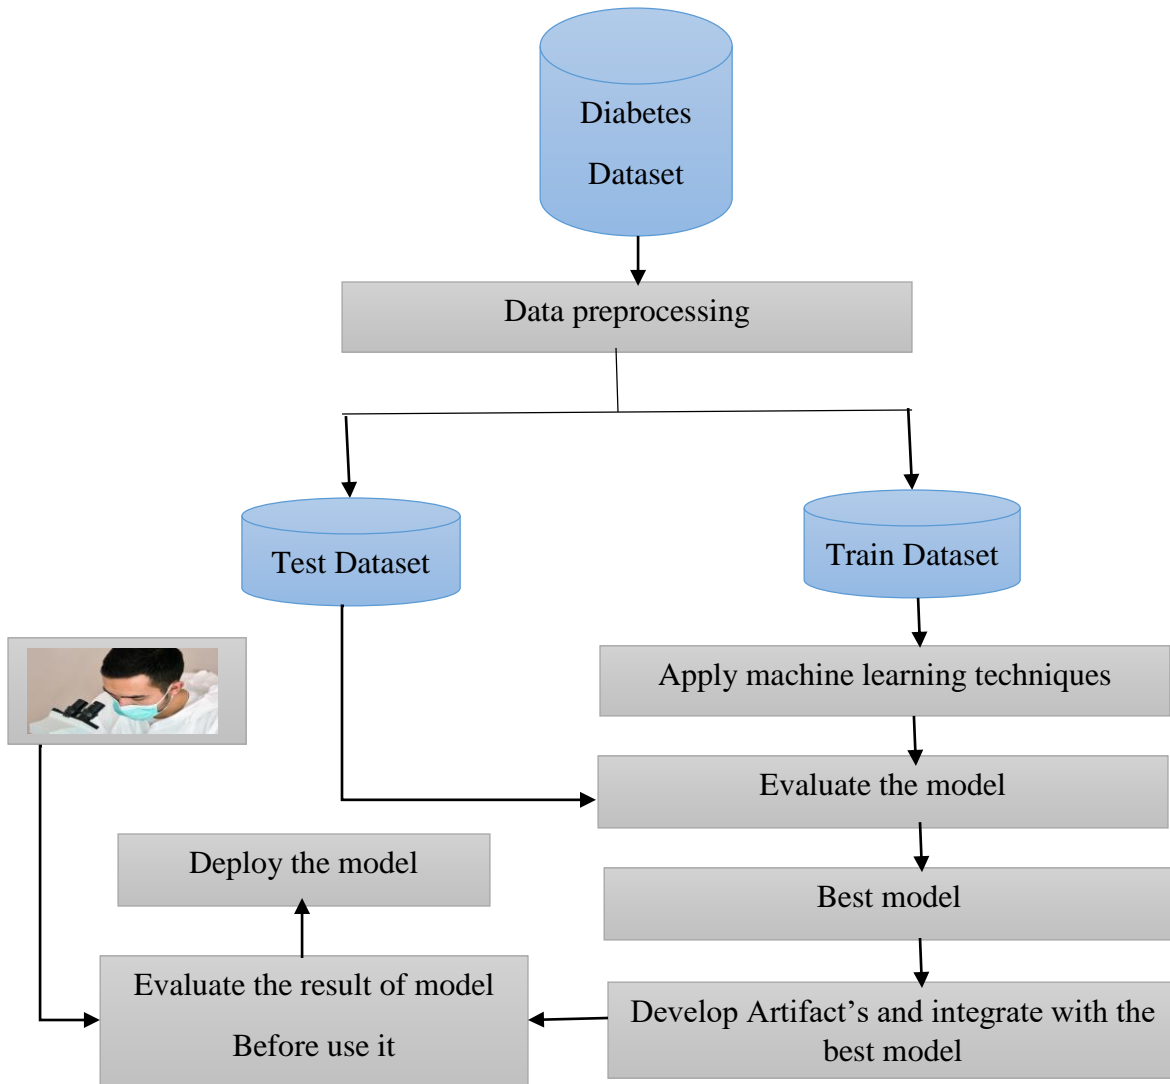 Diabetes
Dataset
Data preprocessing
Test Dataset
Train Dataset
Apply machine learning techniques
Evaluate the model
Deploy the model
Best model
Evaluate the result of model
Before use it
Develop Artifact’s and integrate with the
best model